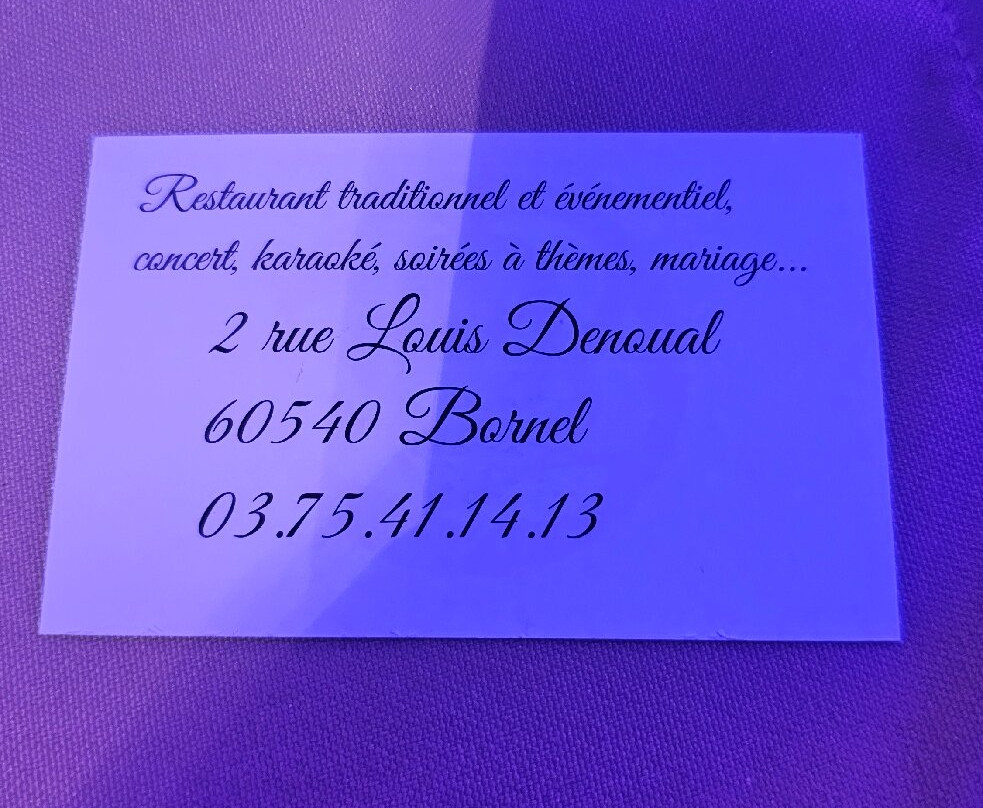 Restaurant traditionnel et événementiel,
concert, karaoké, soirées à thèmes, mariage...
2 rue Louis Denoual
60540 Bornel
03.75.41.14.13